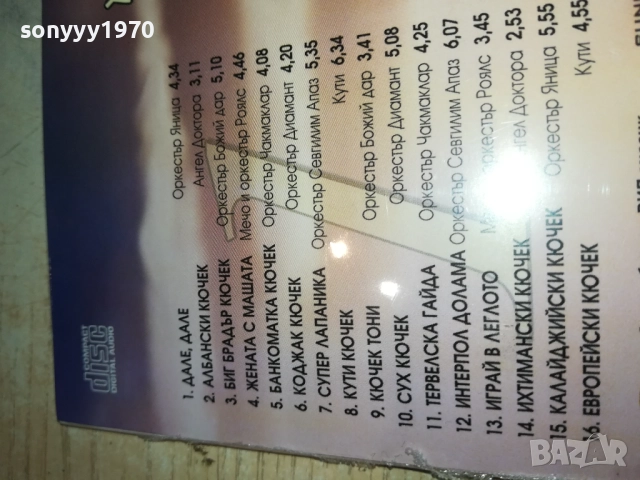 sonyyy1970
COMPACT
disc
DIGITAL AUDIO
1. ДАЛЕ, ДАЛЕ Оркестър Яница 4,34
2. АЛБАНСКИ КЮЧЕК Ангел Доктора 3,11
3. БИГ БРАДЪР КЮЧЕК Оркестър Божий дар 5,10
4. ЖЕНАТА С МАШАТА Мечо и оркестър Роялс 4,46
5. БАНКОМАТКА КЮЧЕК Оркестър Чакмаклар 4,08
6. КОДЖАК КЮЧЕК Оркестър Диамант 4,20
7. СУПЕР ЛАПАНИКА Оркестър Севгилим Апаз 5,35
8. КУТИ КЮЧЕК Кути 6,34
9. КЮЧЕК ТОНИ Оркестър Божий дар 3,41
10. СУХ КЮЧЕК Оркестър Диамант 5,08
11. ТЕРВЕЛСКА ГАЙДА Оркестър Чакмаклар 4,25
12. ИНТЕРПОЛ ДОЛАМА Оркестър Севгилим Апаз 6,07
13. ИГРАЙ В ЛЕГЛОТО оркестър Роялс 3,45
14. ИХТИМАНСКИ КЮЧЕК Ангел Доктора 2,53
15. КАЛАЙДЖИЙСКИ КЮЧЕК Оркестър Яница 5,55
16. ЕВРОПЕЙСКИ КЮЧЕК Кути 4,55
BAZAR
bg